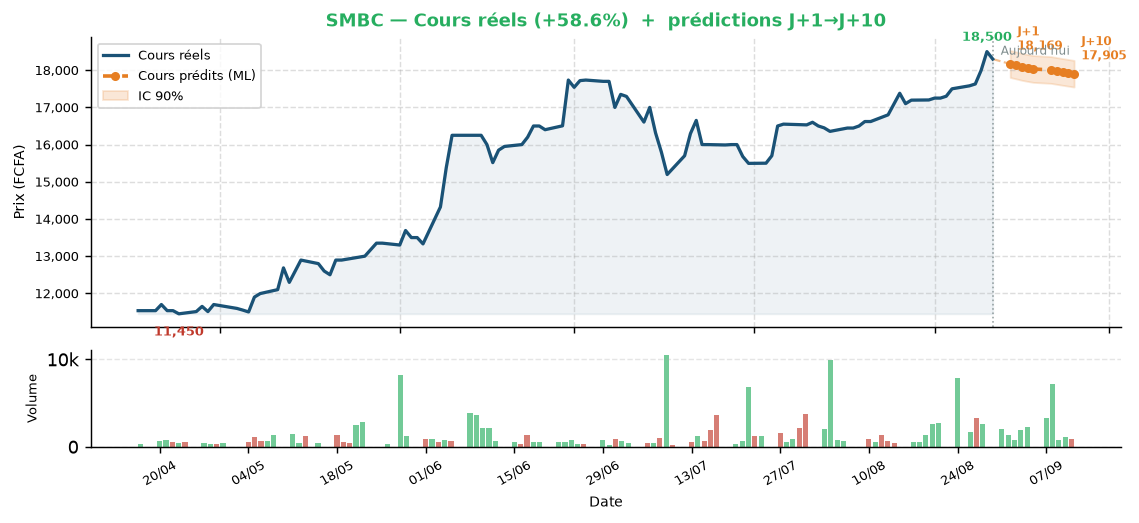 SMBC — Cours réels (+58.6%) + prédictions J+1→J+10
Cours réels
Cours prédits (ML)
IC 90%
18,500
J+1
18,169
Aujourd'hui
J+10
17,905
Prix (FCFA)
18,000
17,000
16,000
15,000
14,000
13,000
12,000
11,450
Volume
10k
0
20/04
04/05
18/05
01/06
15/06
29/06
13/07
27/07
10/08
24/08
07/09
Date